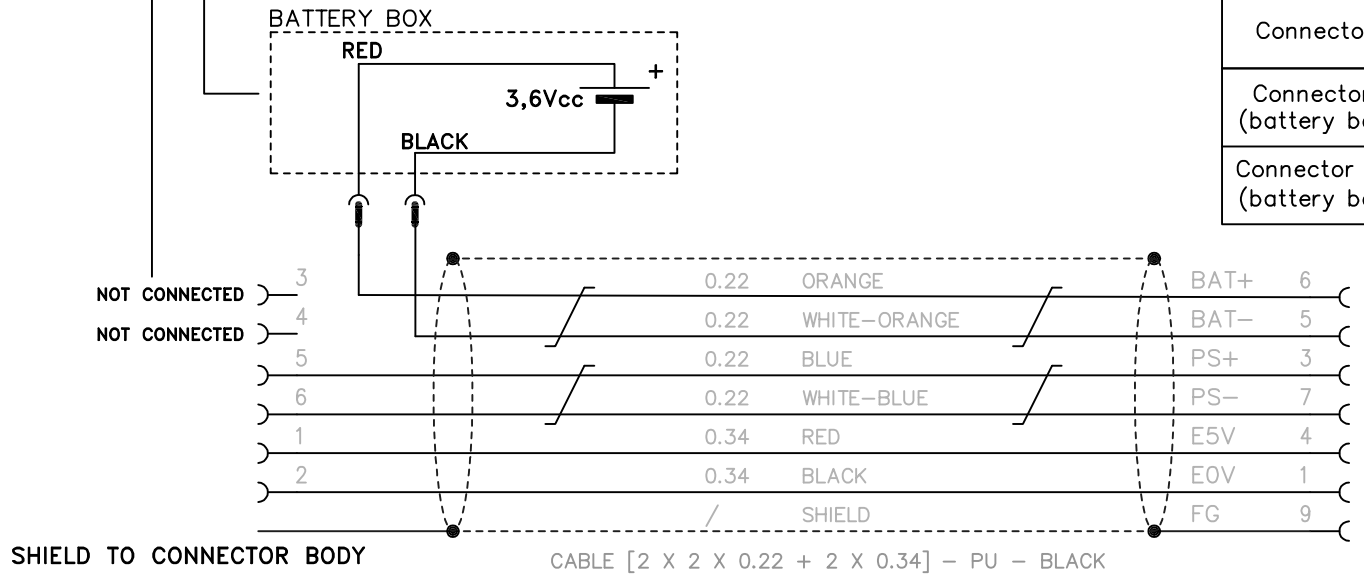 BATTERY BOX
RED
+
3,6Vcc
BLACK
Connecto
Connector
(battery b
Connector
(battery b
3 0.22 ORANGE BAT+ 6
NOT CONNECTED
4 0.22 WHITE-ORANGE BAT- 5
NOT CONNECTED
5 0.22 BLUE PS+ 3
6 0.22 WHITE-BLUE PS- 7
1 0.34 RED E5V 4
2 0.34 BLACK E0V 1
/ SHIELD FG 9
SHIELD TO CONNECTOR BODY
CABLE [2 X 2 X 0.22 + 2 X 0.34] - PU - BLACK